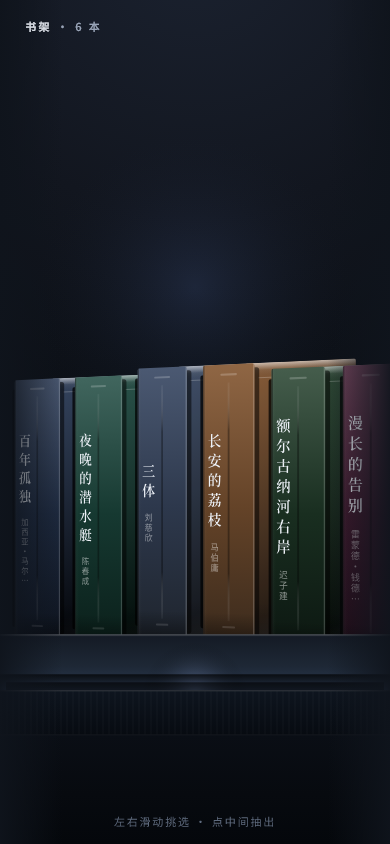 书架 • 6 本
百年孤独
加西亚·马尔…
夜晚的潜水艇
陈春成
三体
刘慈欣
长安的荔枝
马伯庸
额尔古纳河右岸
迟子建
漫长的告别
雷蒙德·钱德…
左右滑动挑选 • 点中间抽出